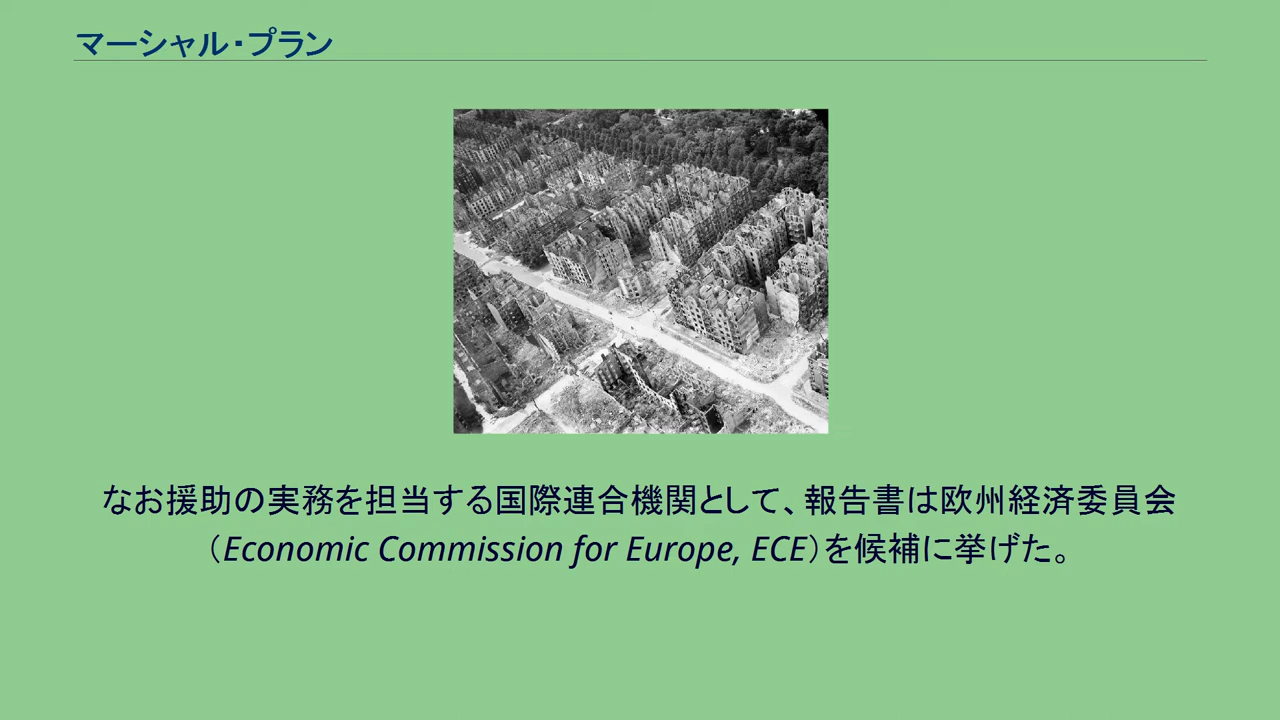 マーシャル・プラン
なお援助の実務を担当する国際連合機関として、報告書は欧州経済委員会
（Economic Commission for Europe, ECE）を候補に挙げた。